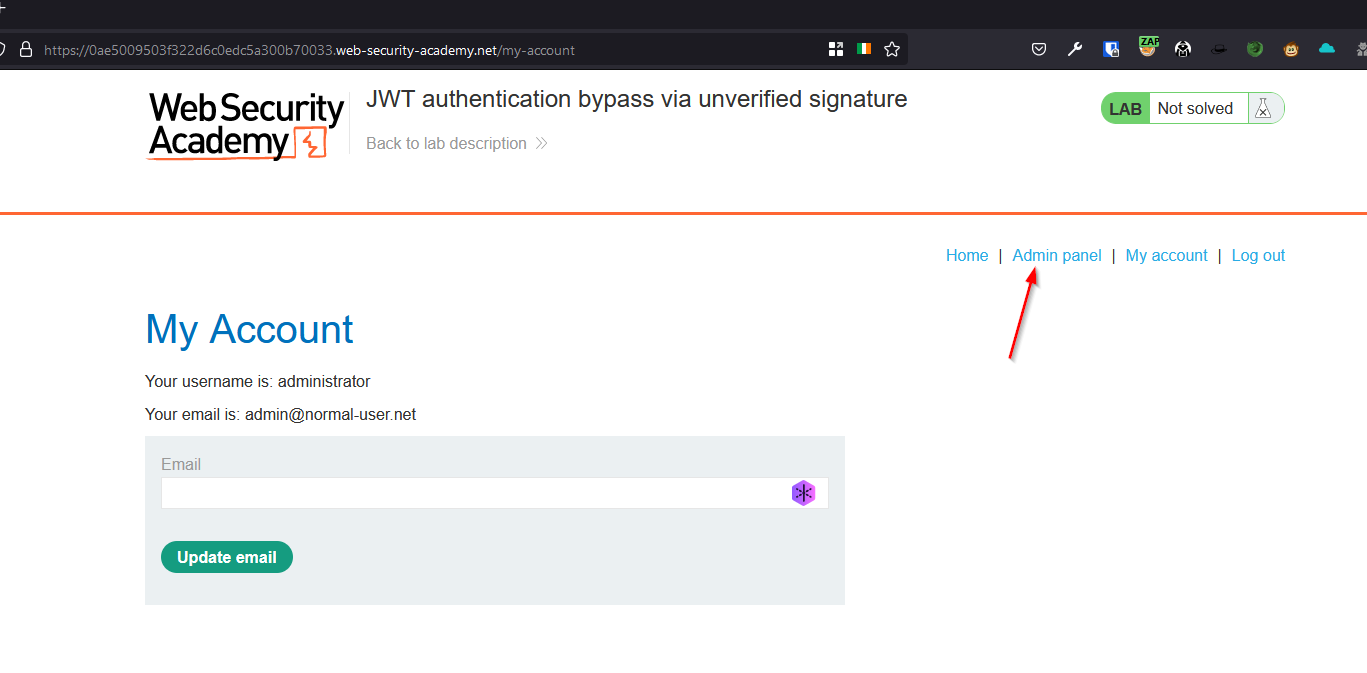 https://0ae5009503f322d6c0edc5a300b70033.web-security-academy.net/my-account
ZAP
Web Security
Academy
JWT authentication bypass via unverified signature
Back to lab description
LAB Not solved
Home | Admin panel | My account | Log out
My Account
Your username is: administrator
Your email is: admin@normal-user.net
Email
Update email